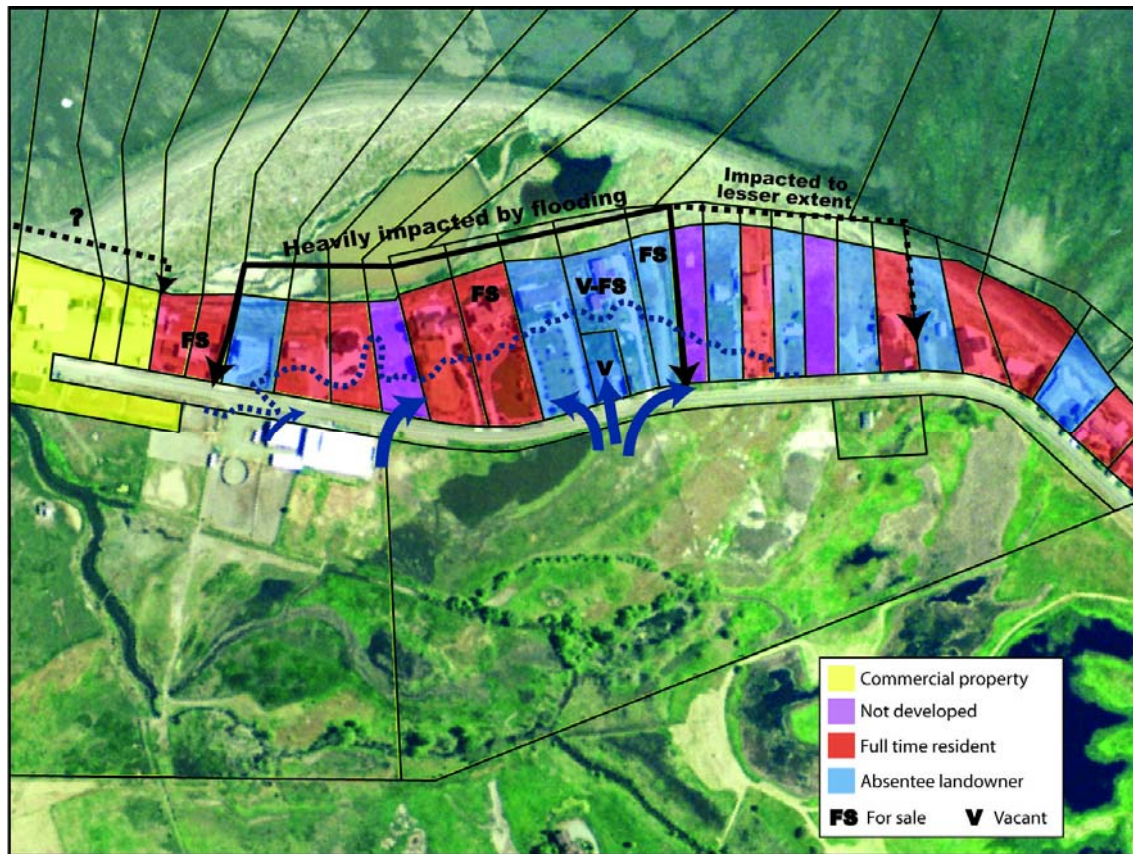 Impacted to
lesser extent
?
Heavily impacted by flooding
FS
V-FS
FS
FS
V
Commercial property
Not developed
Full time resident
Absentee landowner
FS For sale V Vacant